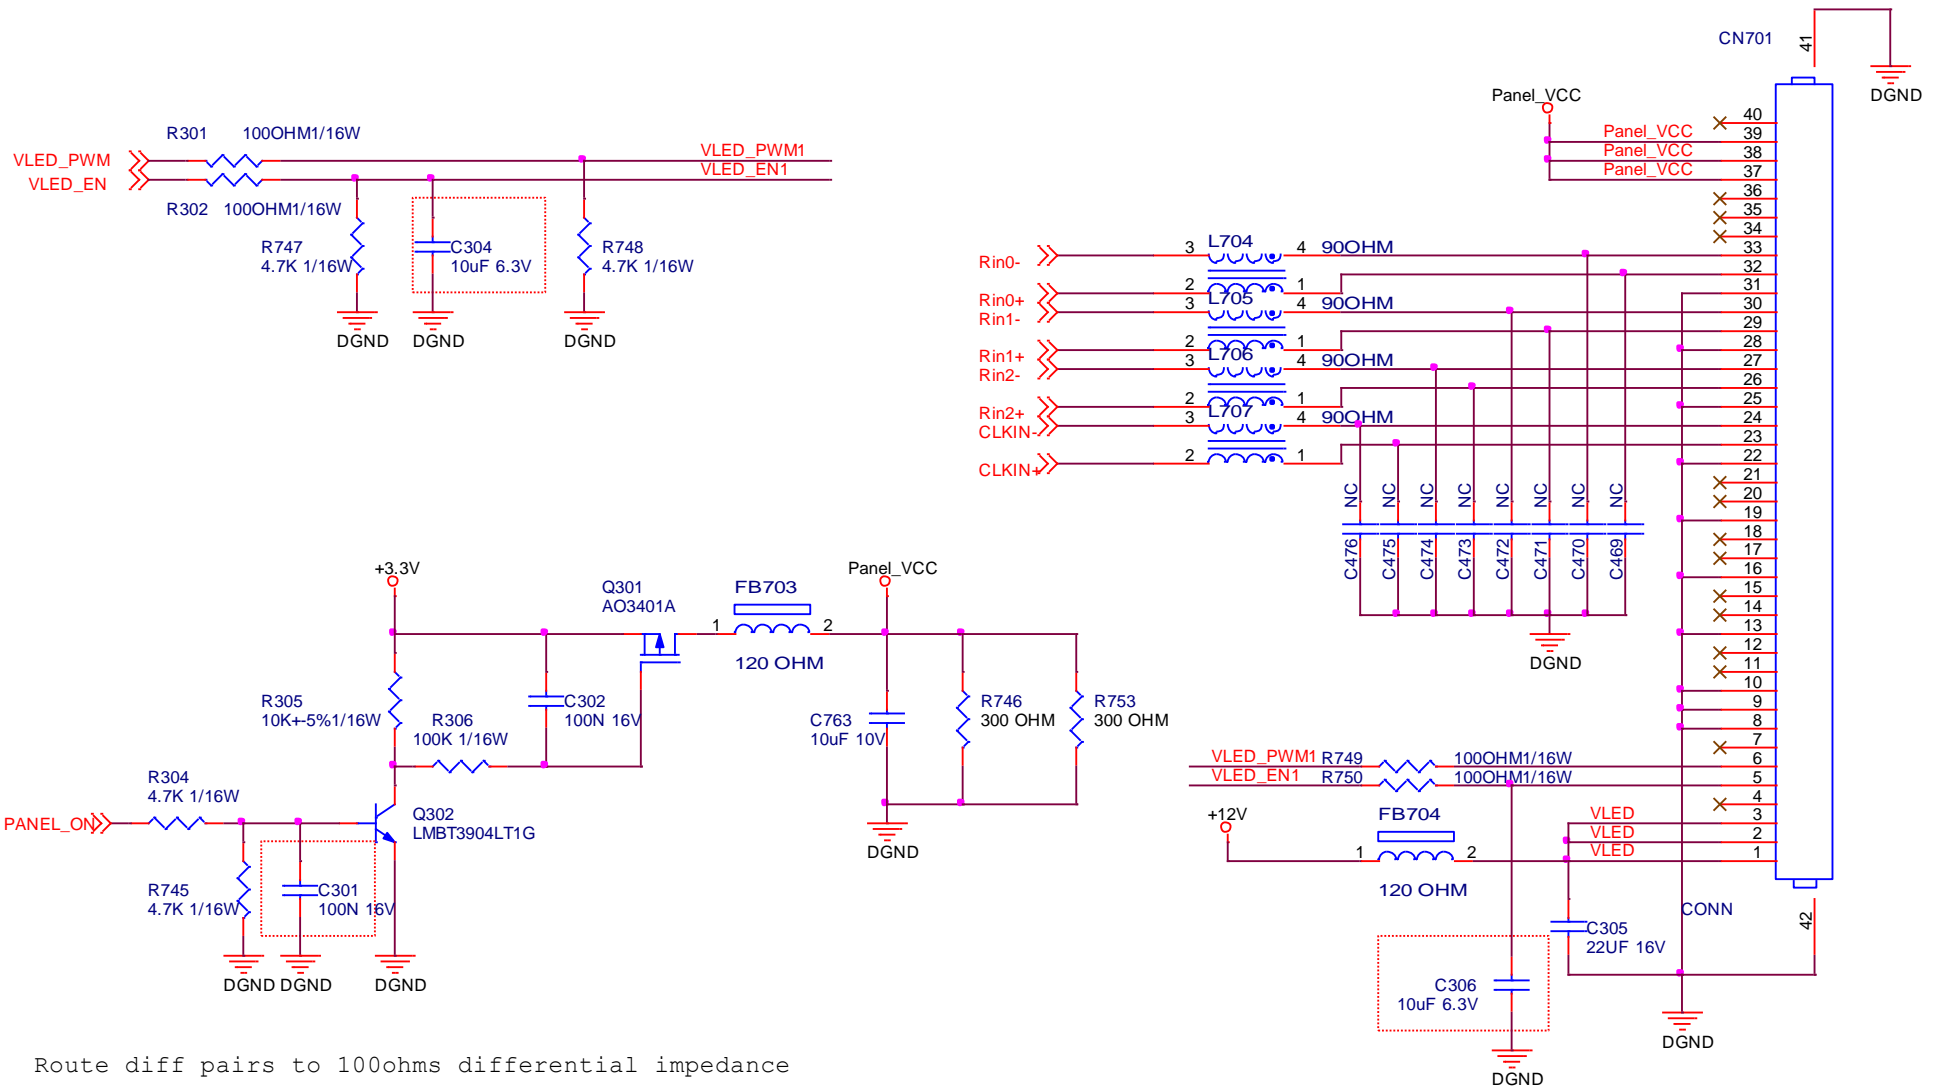 CN701
41
DGND
Panel_VCC
40
Panel_VCC 39
Panel_VCC 38
Panel_VCC 37
36
35
34
33
32
31
30
29
28
27
26
25
24
23
22
21
20
19
18
17
16
15
14
13
12
11
10
9
8
7
6
5
4
VLED 3
VLED 2
VLED 1
CONN
42
R301 100OHM1/16W
VLED_PWM VLED_PWM1
VLED_EN VLED_EN1
R302 100OHM1/16W
R747
4.7K 1/16W
C304
10uF 6.3V
R748
4.7K 1/16W
DGND DGND DGND
Rin0- 3 L704 4 90OHM
Rin0+ 2 1
Rin1- 3 L705 4 90OHM
Rin1+ 2 1
Rin2- 3 L706 4 90OHM
Rin2+ 2 1
CLKIN- 3 L707 4 90OHM
CLKIN+ 2 1
NC NC NC NC NC NC NC NC
C476 C475 C474 C473 C472 C471 C470 C469
DGND
+3.3V
Q301
AO3401A
FB703
1 2
120 OHM
Panel_VCC
R305
10K+-5%1/16W
R306
100K 1/16W
C302
100N 16V
C763
10uF 10V
R746
300 OHM
R753
300 OHM
DGND
R304
4.7K 1/16W
PANEL_ON
Q302
LMBT3904LT1G
R745
4.7K 1/16W
C301
100N 16V
DGND DGND DGND
VLED_PWM1 R749 100OHM1/16W
VLED_EN1 R750 100OHM1/16W
+12V
FB704
1 2
120 OHM
C305
22UF 16V
C306
10uF 6.3V
DGND
DGND
Route diff pairs to 100ohms differential impedance